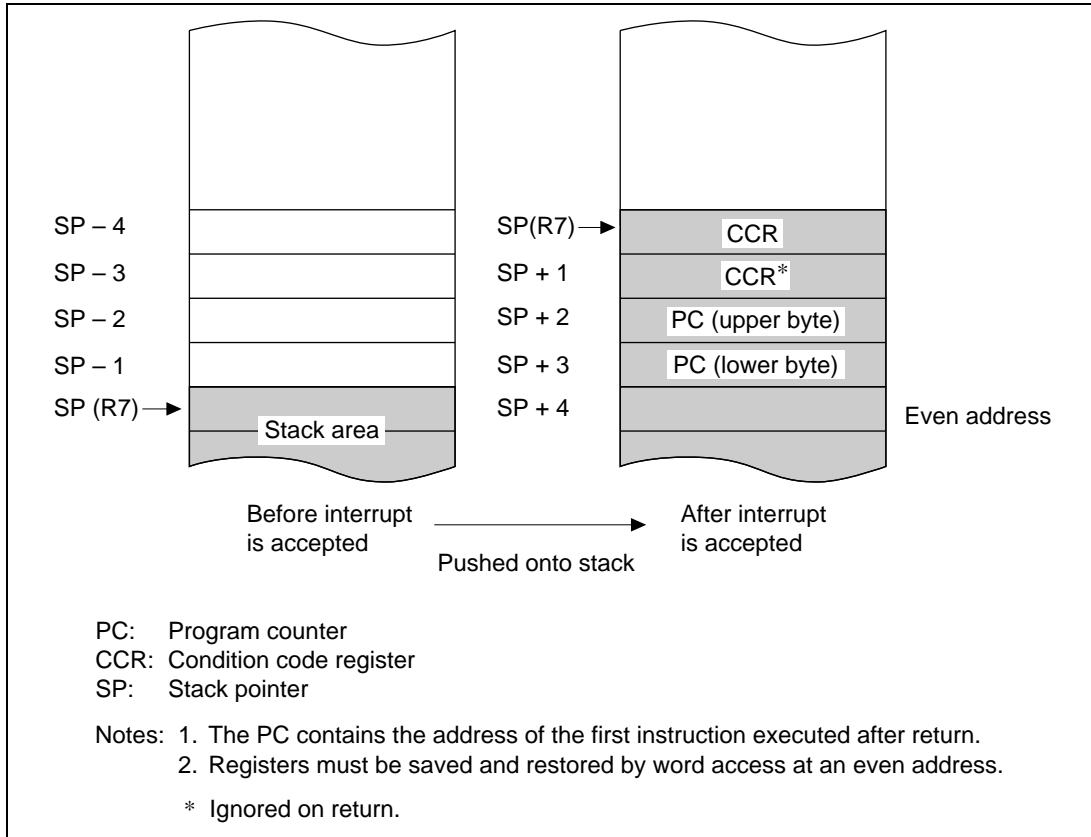 SP – 4
SP – 3
SP – 2
SP – 1
SP (R7)
Stack area
SP(R7)
SP + 1
SP + 2
SP + 3
SP + 4
CCR
CCR*
PC (upper byte)
PC (lower byte)
Even address
Before interrupt
is accepted
Pushed onto stack
After interrupt
is accepted
PC: Program counter
CCR: Condition code register
SP: Stack pointer
Notes: 1. The PC contains the address of the first instruction executed after return.
2. Registers must be saved and restored by word access at an even address.
* Ignored on return.